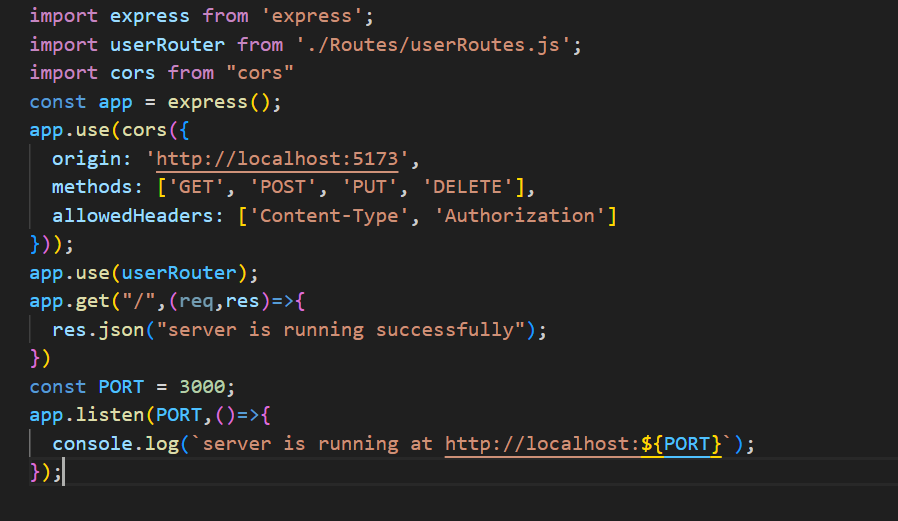 import express from 'express';
import userRouter from './Routes/userRoutes.js';
import cors from "cors"
const app = express();
app.use(cors({
  origin: 'http://localhost:5173',
  methods: ['GET', 'POST', 'PUT', 'DELETE'],
  allowedHeaders: ['Content-Type', 'Authorization']
}));
app.use(userRouter);
app.get("/",(req,res)=>{
  res.json("server is running successfully");
})
const PORT = 3000;
app.listen(PORT,()=>{
  console.log(`server is running at http://localhost:${PORT}`);
});